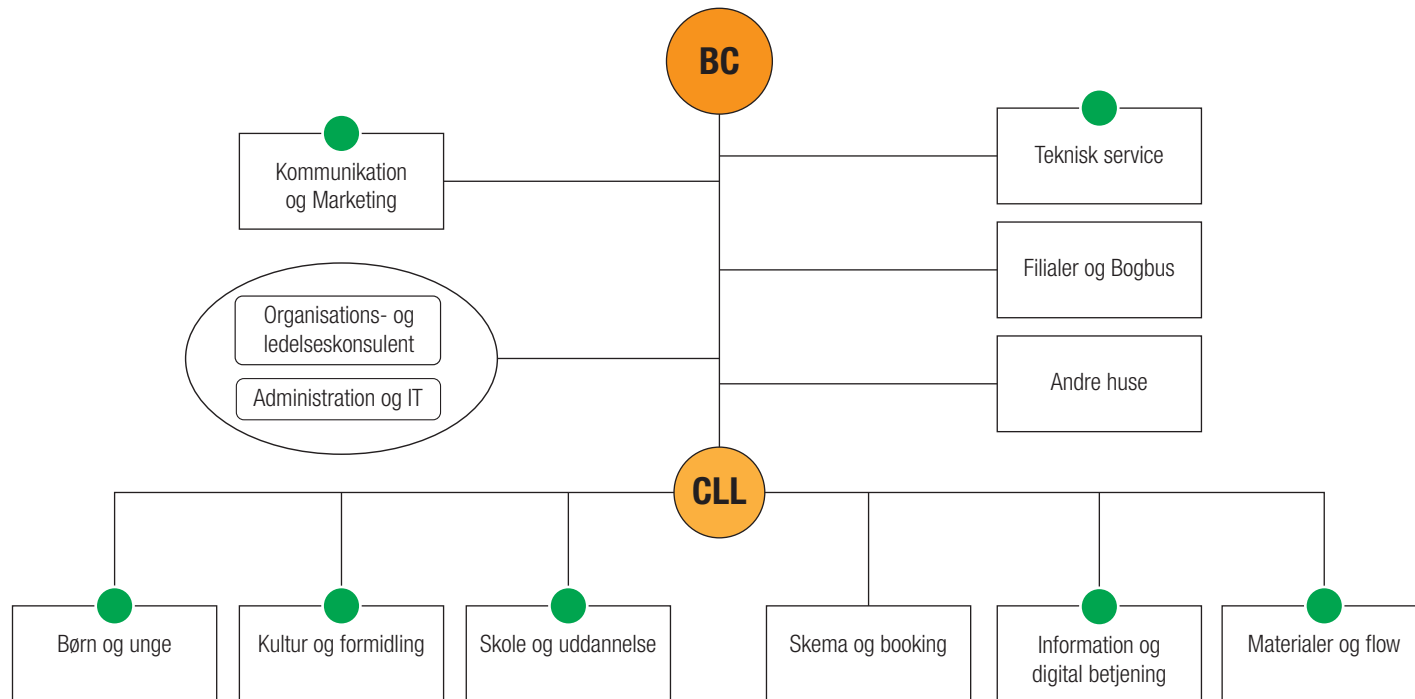 BC
Kommunikation
og Marketing
Teknisk service
Filialer og Bogbus
Organisations- og
ledelseskonsulent
Administration og IT
Andre huse
CLL
Børn og unge
Kultur og formidling
Skole og uddannelse
Skema og booking
Information og
digital betjening
Materialer og flow